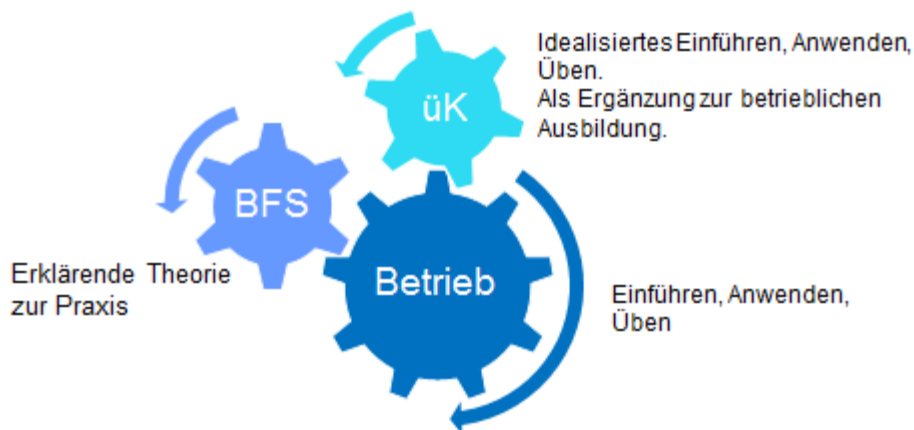 Idealisiertes Einführen, Anwenden,
Üben.
Als Ergänzung zur betrieblichen
Ausbildung.
üK
BFS
Betrieb
Erklärende Theorie
zur Praxis
Einführen, Anwenden,
Üben